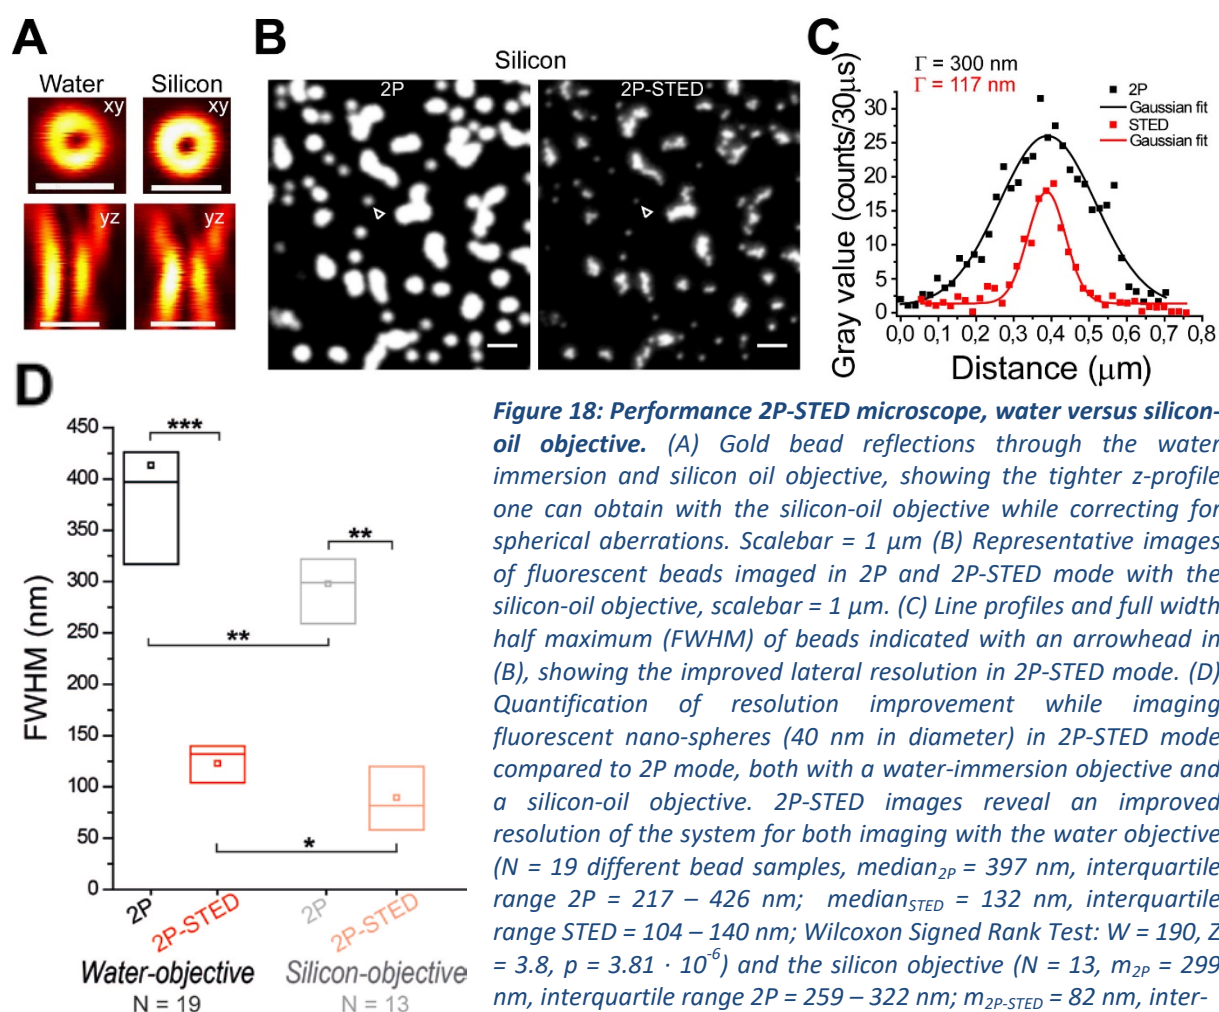 A
Water
Silicon
xy
xy
yz
yz
B
Silicon
2P
2P-STED
C
Γ = 300 nm
Γ = 117 nm
2P
Gaussian fit
STED
Gaussian fit
Gray value (counts/30µs)
30
25
20
15
10
5
0
0,0 0,1 0,2 0,3 0,4 0,5 0,6 0,7 0,8
Distance (µm)
D
FWHM (nm)
450
400
350
300
250
200
150
100
50
0
***
**
**
*
2P
2P-STED
2P
2P-STED
Water-objective
Silicon-objective
N = 19
N = 13
Figure 18: Performance 2P-STED microscope, water versus silicon-
oil objective. (A) Gold bead reflections through the water
immersion and silicon oil objective, showing the tighter z-profile
one can obtain with the silicon-oil objective while correcting for
spherical aberrations. Scalebar = 1 µm (B) Representative images
of fluorescent beads imaged in 2P and 2P-STED mode with the
silicon-oil objective, scalebar = 1 µm. (C) Line profiles and full width
half maximum (FWHM) of beads indicated with an arrowhead in
(B), showing the improved lateral resolution in 2P-STED mode. (D)
Quantification of resolution improvement while imaging
fluorescent nano-spheres (40 nm in diameter) in 2P-STED mode
compared to 2P mode, both with a water-immersion objective and
a silicon-oil objective. 2P-STED images reveal an improved
resolution of the system for both imaging with the water objective
(N = 19 different bead samples, median2P = 397 nm, interquartile
range 2P = 217 – 426 nm; medianSTED = 132 nm, interquartile
range STED = 104 – 140 nm; Wilcoxon Signed Rank Test: W = 190, Z
= 3.8, p = 3.81 · 10-6) and the silicon objective (N = 13, m2P = 299
nm, interquartile range 2P = 259 – 322 nm; m2P-STED = 82 nm, inter-